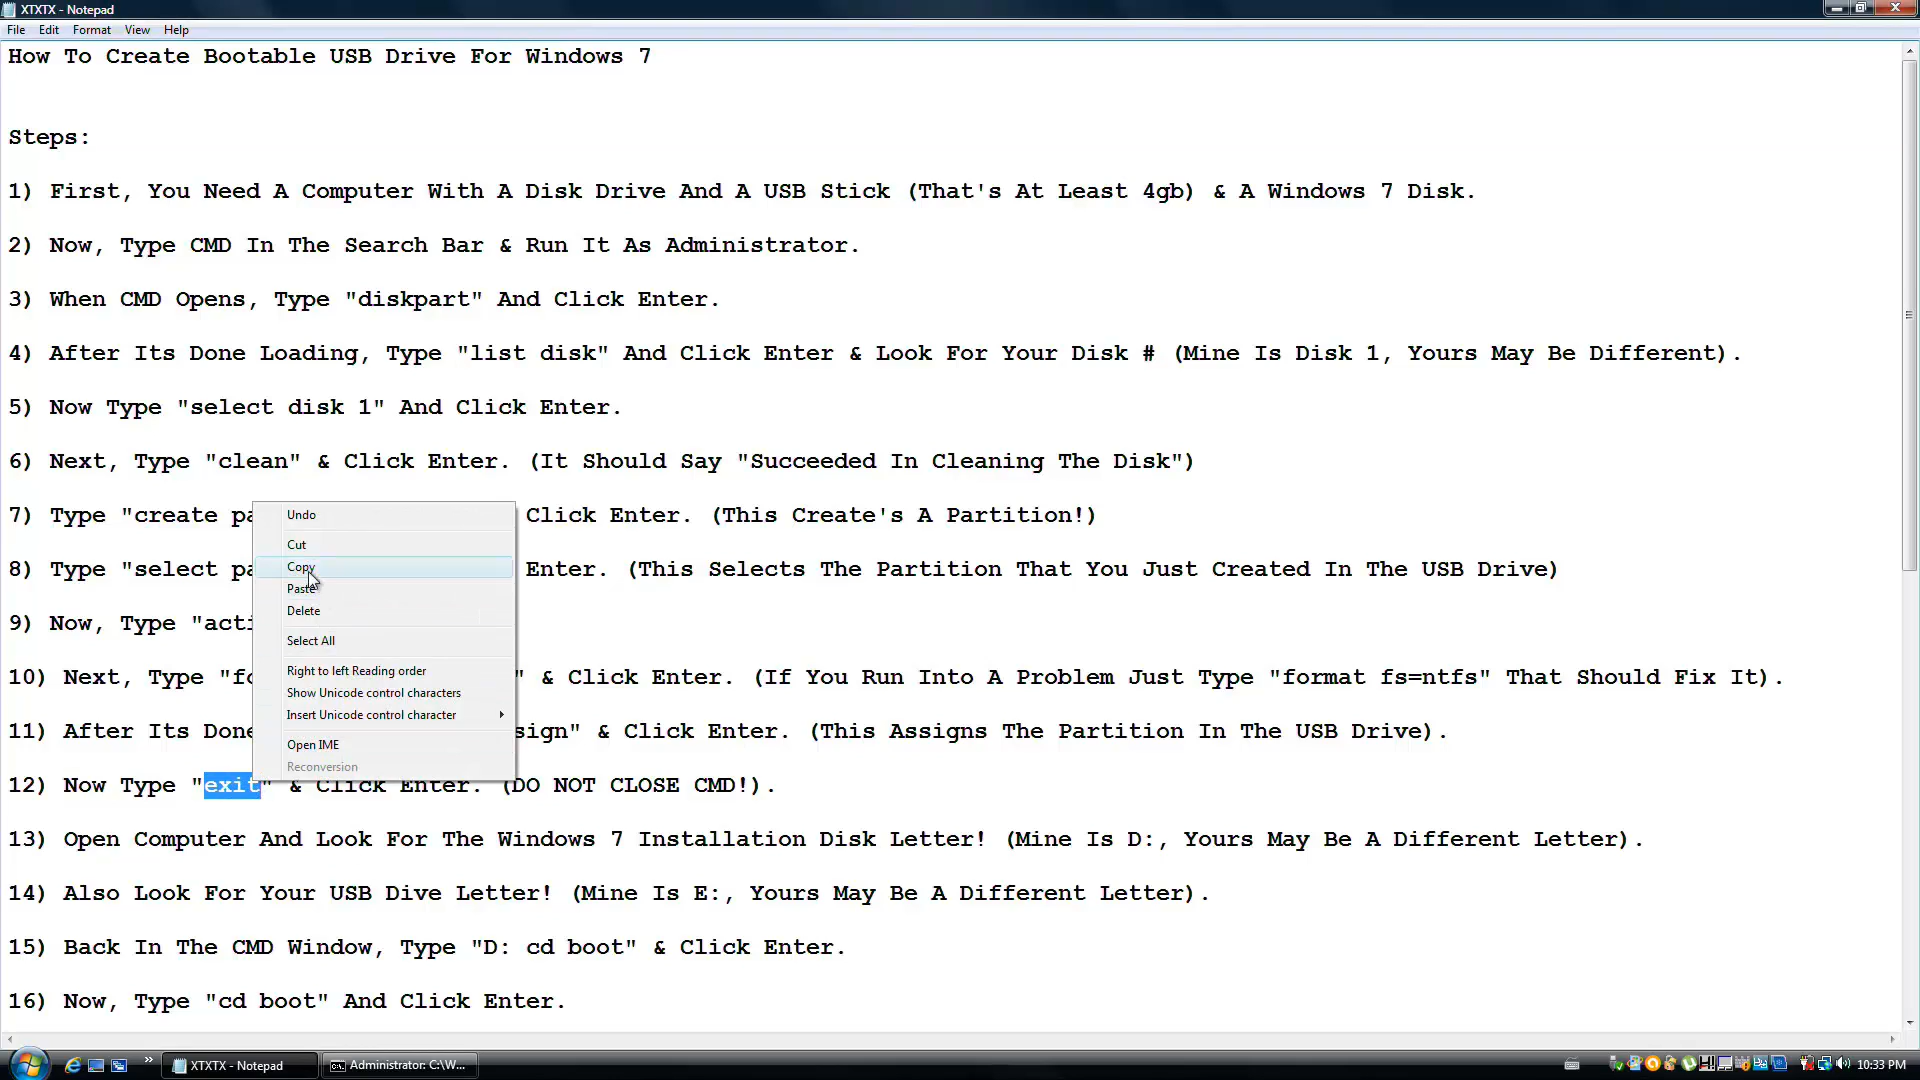 XTXTX - Notepad
File Edit Format View Help
How To Create Bootable USB Drive For Windows 7
Steps:
1) First, You Need A Computer With A Disk Drive And A USB Stick (That's At Least 4gb) & A Windows 7 Disk.
2) Now, Type CMD In The Search Bar & Run It As Administrator.
3) When CMD Opens, Type "diskpart" And Click Enter.
4) After Its Done Loading, Type "list disk" And Click Enter & Look For Your Disk # (Mine Is Disk 1, Yours May Be Different).
5) Now Type "select disk 1" And Click Enter.
6) Next, Type "clean" & Click Enter. (It Should Say "Succeeded In Cleaning The Disk")
7) Type "create pa Click Enter. (This Create's A Partition!)
8) Type "select pa Enter. (This Selects The Partition That You Just Created In The USB Drive)
9) Now, Type "acti
10) Next, Type "fo " & Click Enter. (If You Run Into A Problem Just Type "format fs=ntfs" That Should Fix It).
11) After Its Done sign" & Click Enter. (This Assigns The Partition In The USB Drive).
12) Now Type "exit" & Click Enter. (DO NOT CLOSE CMD!).
13) Open Computer And Look For The Windows 7 Installation Disk Letter! (Mine Is D:, Yours May Be A Different Letter).
14) Also Look For Your USB Dive Letter! (Mine Is E:, Yours May Be A Different Letter).
15) Back In The CMD Window, Type "D: cd boot" & Click Enter.
16) Now, Type "cd boot" And Click Enter.
Undo
Cut
Copy
Paste
Delete
Select All
Right to left Reading order
Show Unicode control characters
Insert Unicode control character
Open IME
Reconversion
XTXTX - Notepad
Administrator: C:\W...
10:33 PM